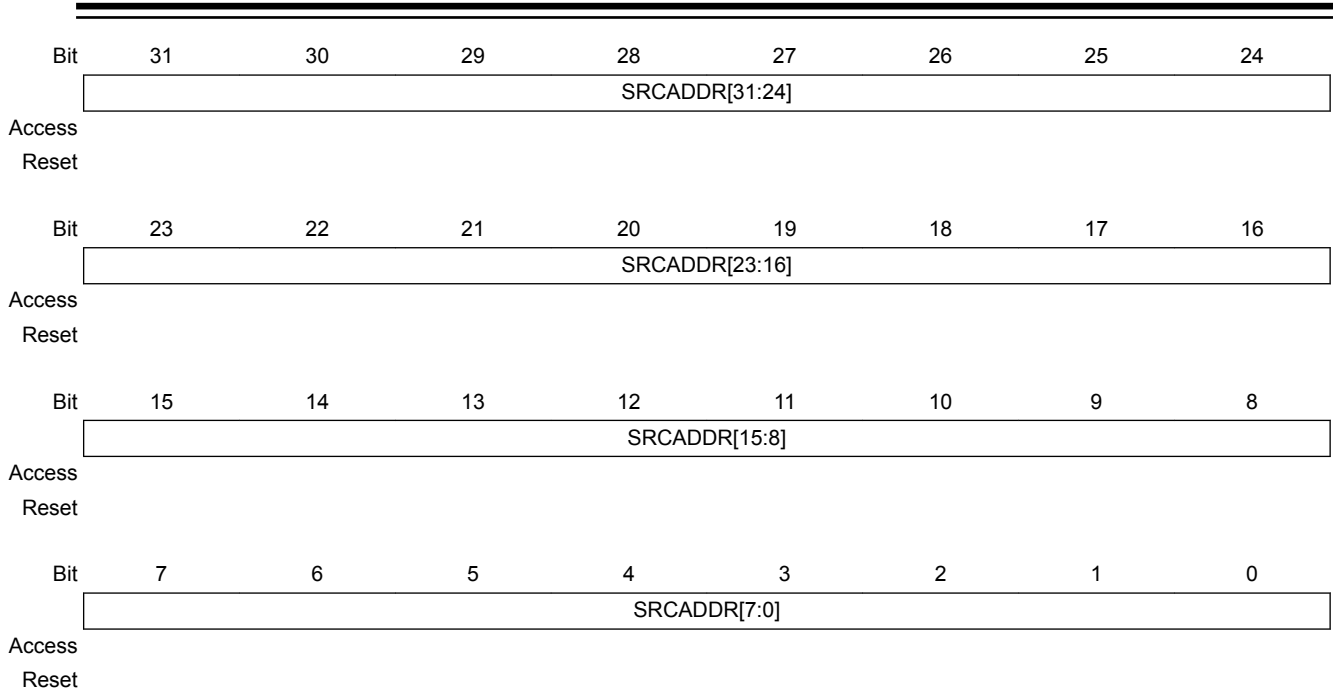 Bit 31 30 29 28 27 26 25 24
SRCADDR[31:24]
Access
Reset
Bit 23 22 21 20 19 18 17 16
SRCADDR[23:16]
Access
Reset
Bit 15 14 13 12 11 10 9 8
SRCADDR[15:8]
Access
Reset
Bit 7 6 5 4 3 2 1 0
SRCADDR[7:0]
Access
Reset